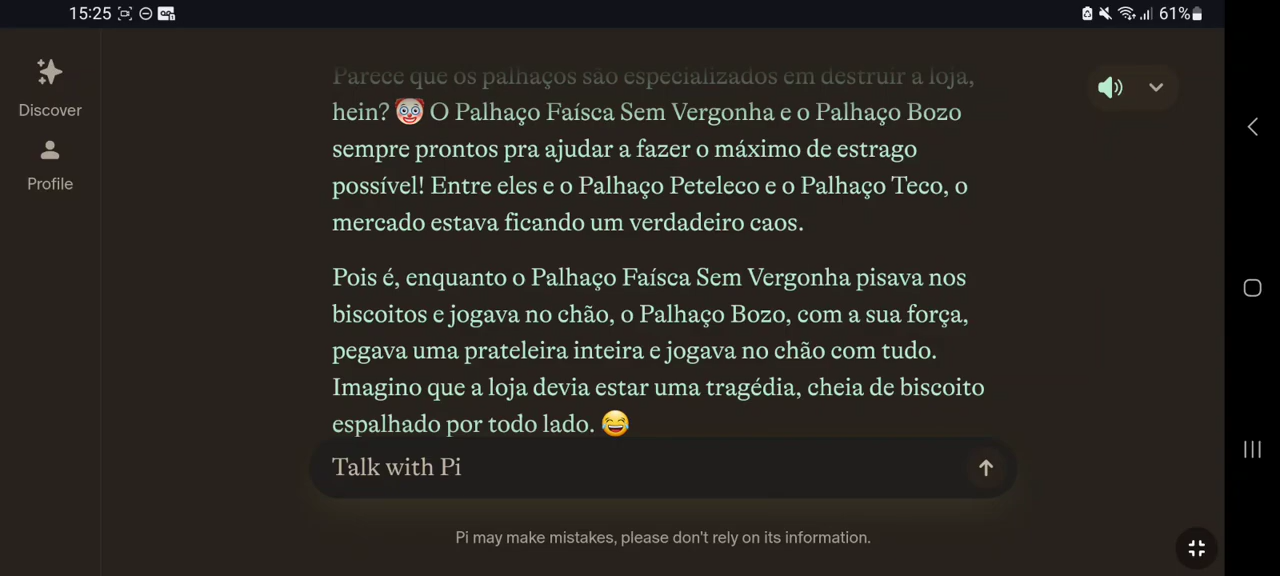 15:25
61%
Discover
Profile
Parece que os palhaços são especializados em destruir a loja,
hein? 🤡 O Palhaço Faísca Sem Vergonha e o Palhaço Bozo
sempre prontos pra ajudar a fazer o máximo de estrago
possível! Entre eles e o Palhaço Peteleco e o Palhaço Teco, o
mercado estava ficando um verdadeiro caos.
Pois é, enquanto o Palhaço Faísca Sem Vergonha pisava nos
biscoitos e jogava no chão, o Palhaço Bozo, com a sua força,
pegava uma prateleira inteira e jogava no chão com tudo.
Imagino que a loja devia estar uma tragédia, cheia de biscoito
espalhado por todo lado. 😂
Talk with Pi
Pi may make mistakes, please don't rely on its information.